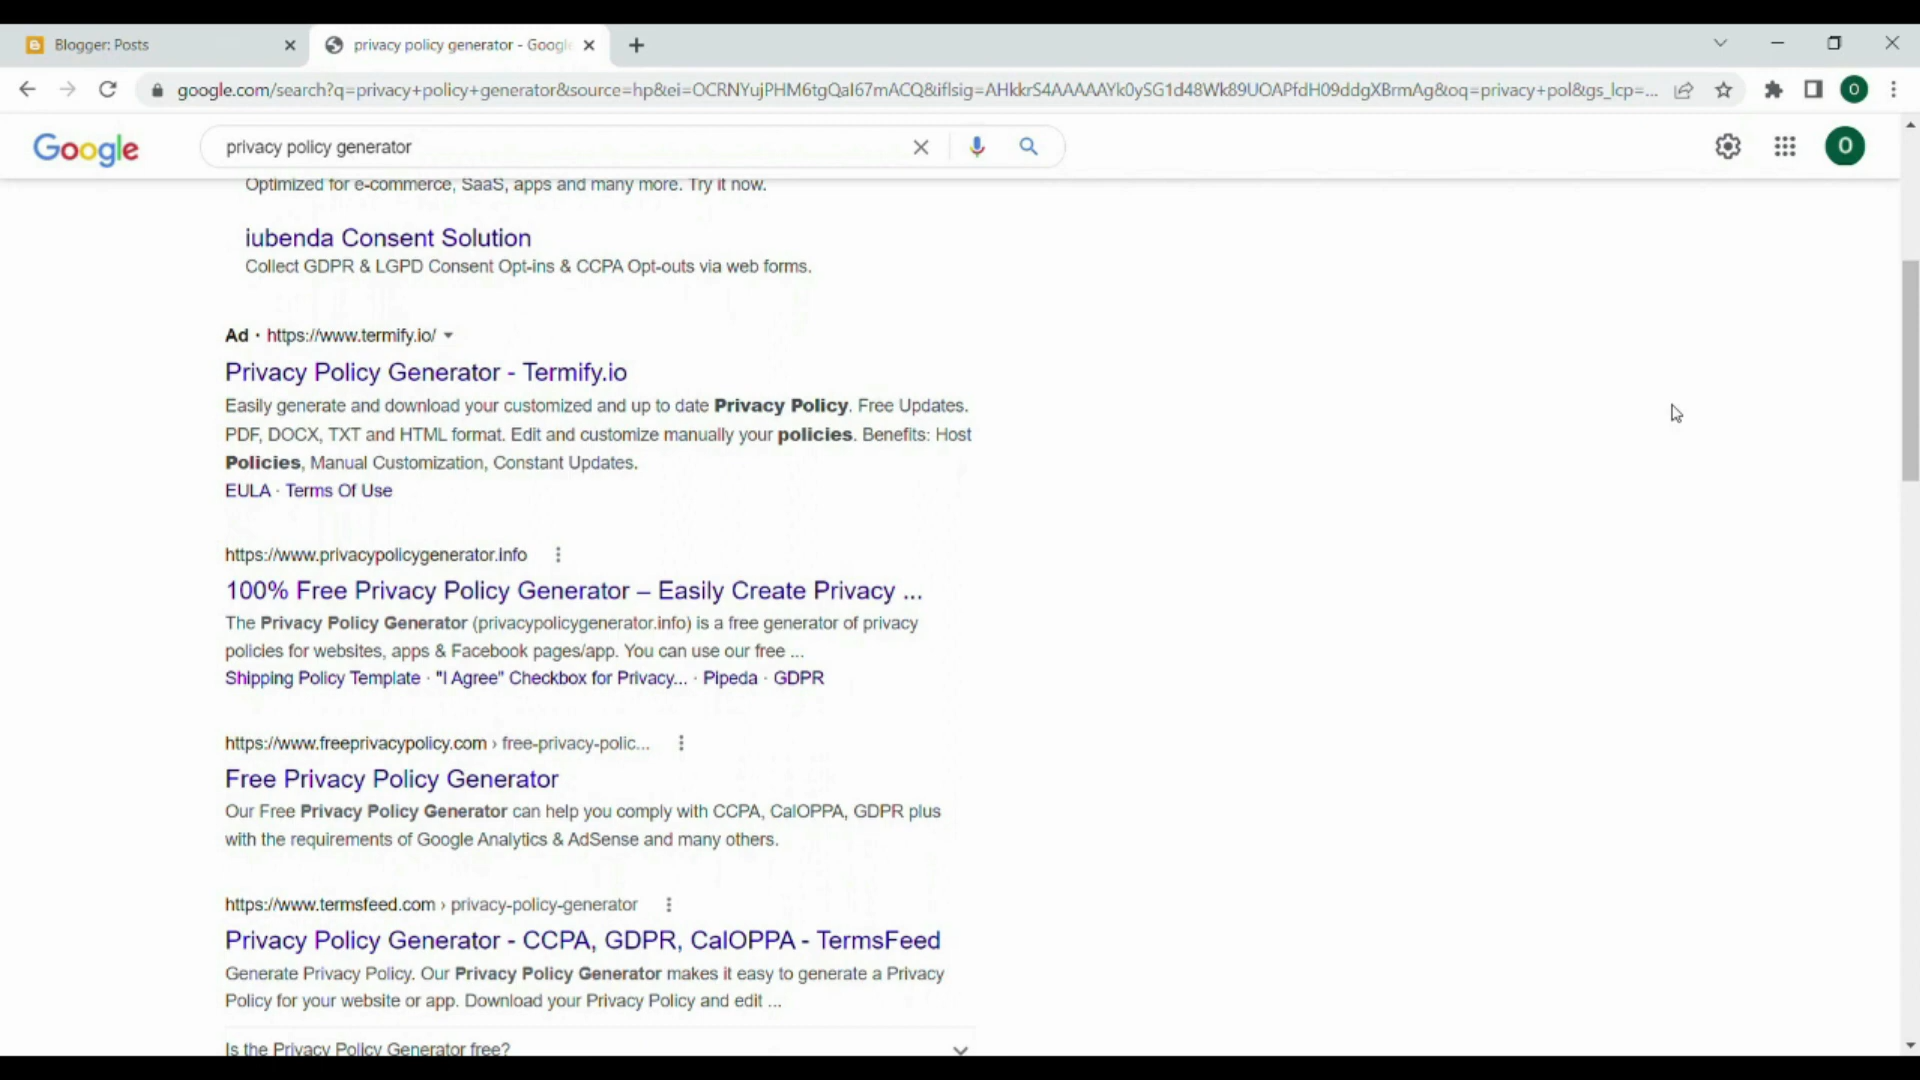 Blogger: Posts
privacy policy generator - Googl
google.com/search?q=privacy+policy+generator&source=hp&ei=OCRNYujPHM6tgQaI67mACQ&iflsig=AHkkrS4AAAAAYk0ySG1d48Wk89UOAPfdH09ddgXBrmAg&oq=privacy+pol&gs_lcp=...
O
Google
privacy policy generator
O
Optimized for e-commerce, SaaS, apps and many more. Try it now.
iubenda Consent Solution
Collect GDPR & LGPD Consent Opt-ins & CCPA Opt-outs via web forms.
Ad · https://www.termify.io/
Privacy Policy Generator - Termify.io
Easily generate and download your customized and up to date Privacy Policy. Free Updates.
PDF, DOCX, TXT and HTML format. Edit and customize manually your policies. Benefits: Host
Policies, Manual Customization, Constant Updates.
EULA · Terms Of Use
https://www.privacypolicygenerator.info
100% Free Privacy Policy Generator – Easily Create Privacy ...
The Privacy Policy Generator (privacypolicygenerator.info) is a free generator of privacy
policies for websites, apps & Facebook pages/app. You can use our free ...
Shipping Policy Template · "I Agree" Checkbox for Privacy... · Pipeda · GDPR
https://www.freeprivacypolicy.com › free-privacy-polic...
Free Privacy Policy Generator
Our Free Privacy Policy Generator can help you comply with CCPA, CalOPPA, GDPR plus
with the requirements of Google Analytics & AdSense and many others.
https://www.termsfeed.com › privacy-policy-generator
Privacy Policy Generator - CCPA, GDPR, CalOPPA - TermsFeed
Generate Privacy Policy. Our Privacy Policy Generator makes it easy to generate a Privacy
Policy for your website or app. Download your Privacy Policy and edit ...
Is the Privacy Policy Generator free?